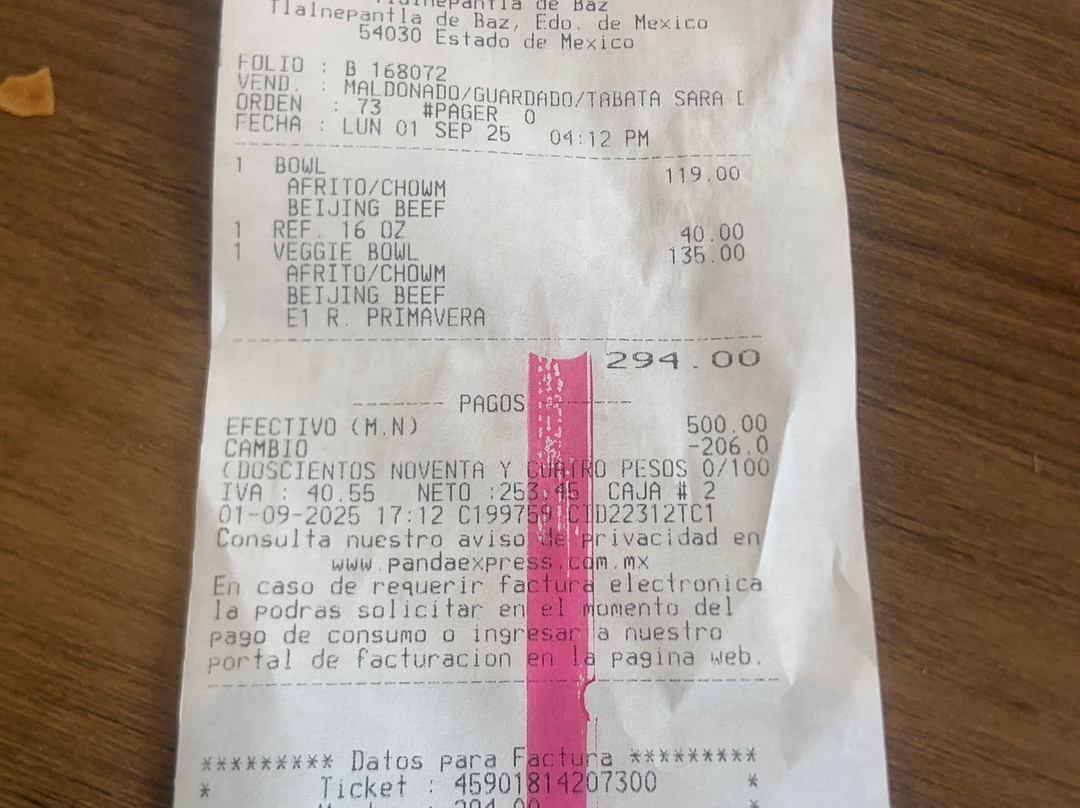 Tlalnepantla de Baz
Tlalnepantla de Baz, Edo. de Mexico
54030 Estado de Mexico
FOLIO : B 168072
VEND. : MALDONADO/GUARDADO/TABATA SARA
ORDEN : 73 #PAGER 0
FECHA : LUN 01 SEP 25 04:12 PM
1 BOWL 119.00
AFRITO/CHOWM
BEIJING BEEF
1 REF. 16 OZ 40.00
1 VEGGIE BOWL 135.00
AFRITO/CHOWM
BEIJING BEEF
E1 R. PRIMAVERA
294.00
-------- PAGOS --------
EFECTIVO (M.N) 500.00
CAMBIO -206.0
(DOSCIENTOS NOVENTA Y CUATRO PESOS 0/100
IVA : 40.55 NETO :253.45 CAJA # 2
01-09-2025 17:12 C199759 CID22312TC1
Consulta nuestro aviso de privacidad en
www.pandaexpress.com.mx
En caso de requerir factura electronica
la podras solicitar en el momento del
pago de consumo o ingresar a nuestro
portal de facturacion en la pagina web.
********* Datos para Factura *********
* Ticket : 45901814207300 *
294.00 *